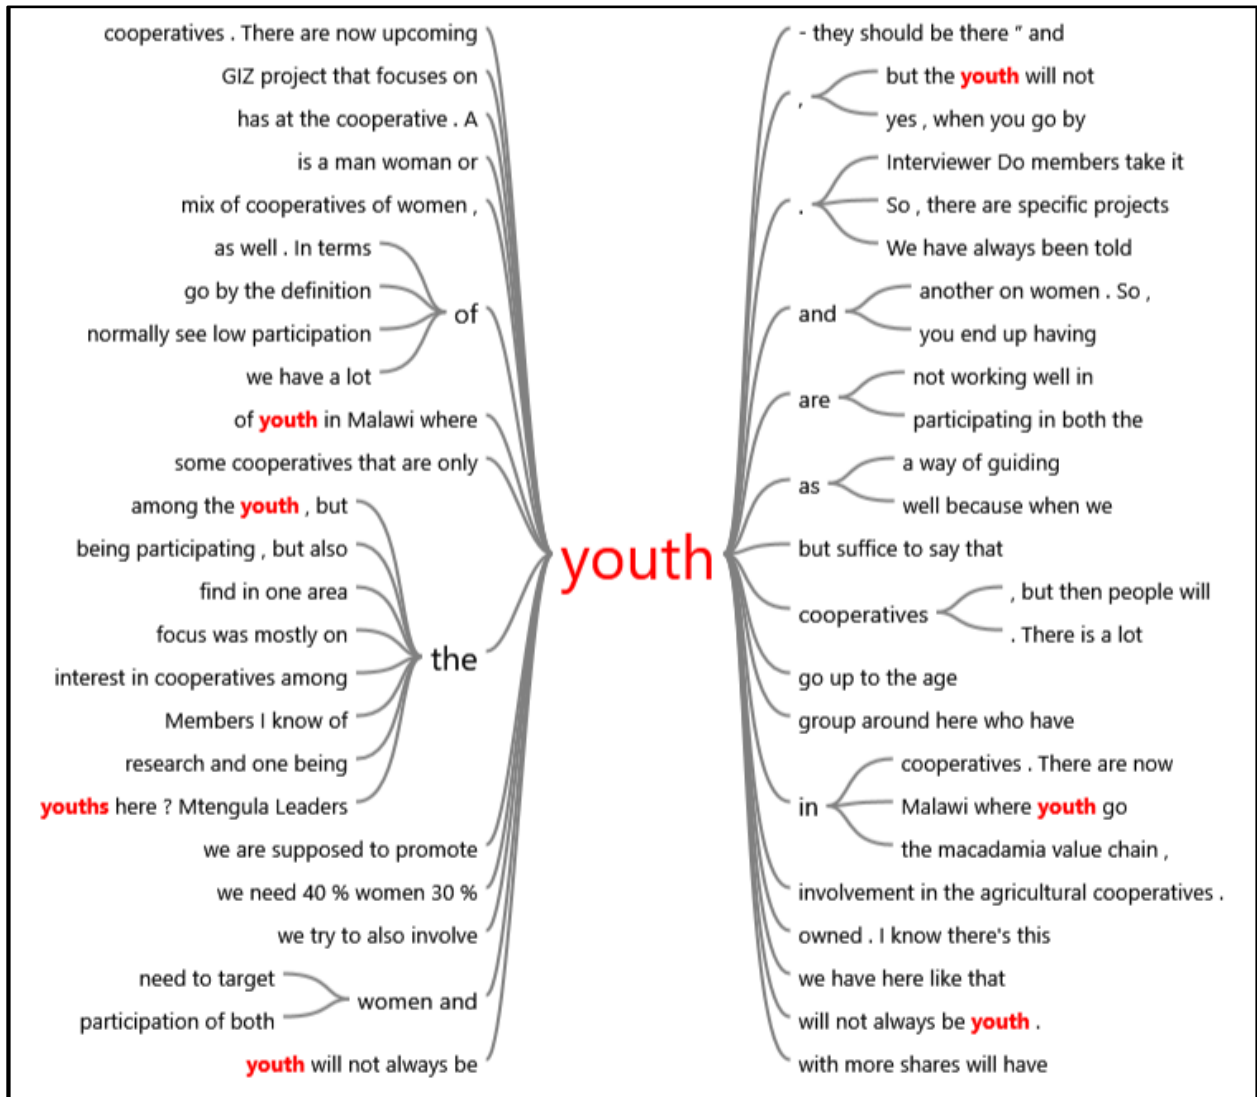 cooperatives . There are now upcoming
GIZ project that focuses on
has at the cooperative . A
is a man woman or
mix of cooperatives of women ,
as well . In terms
go by the definition
normally see low participation
we have a lot
of
of youth in Malawi where
some cooperatives that are only
among the youth , but
being participating , but also
find in one area
focus was mostly on
interest in cooperatives among
Members I know of
research and one being
youths here ? Mtengula Leaders
the
we are supposed to promote
we need 40 % women 30 %
we try to also involve
need to target
participation of both
women and
youth will not always be
youth
- they should be there " and
,
but the youth will not
yes , when you go by
.
Interviewer Do members take it
So , there are specific projects
We have always been told
and
another on women . So ,
you end up having
are
not working well in
participating in both the
as
a way of guiding
well because when we
but suffice to say that
cooperatives
, but then people will
. There is a lot
go up to the age
group around here who have
in
cooperatives . There are now
Malawi where youth go
the macadamia value chain ,
involvement in the agricultural cooperatives .
owned . I know there's this
we have here like that
will not always be youth .
with more shares will have